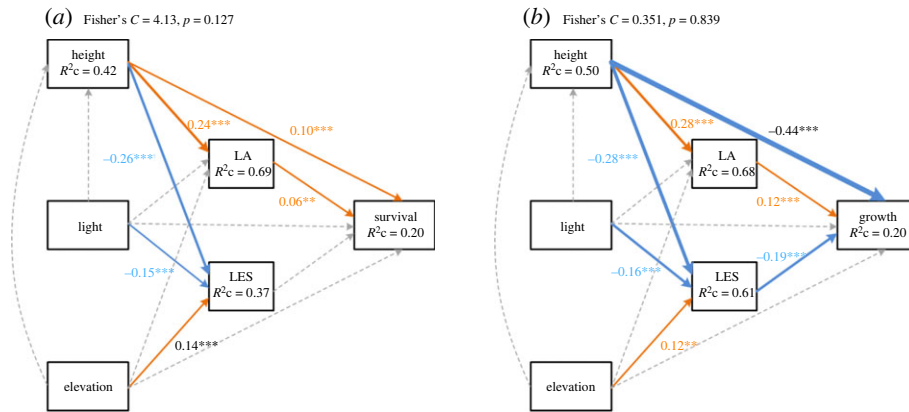 (a) Fisher's C = 4.13, p = 0.127
height
R²c = 0.42
0.24***
0.10***
–0.26***
LA
R²c = 0.69
0.06**
light
survival
R²c = 0.20
–0.15***
LES
R²c = 0.37
0.14***
elevation
(b) Fisher's C = 0.351, p = 0.839
height
R²c = 0.50
–0.44***
0.28***
–0.28***
LA
R²c = 0.68
0.12***
light
growth
R²c = 0.20
–0.16***
–0.19***
LES
R²c = 0.61
0.12**
elevation